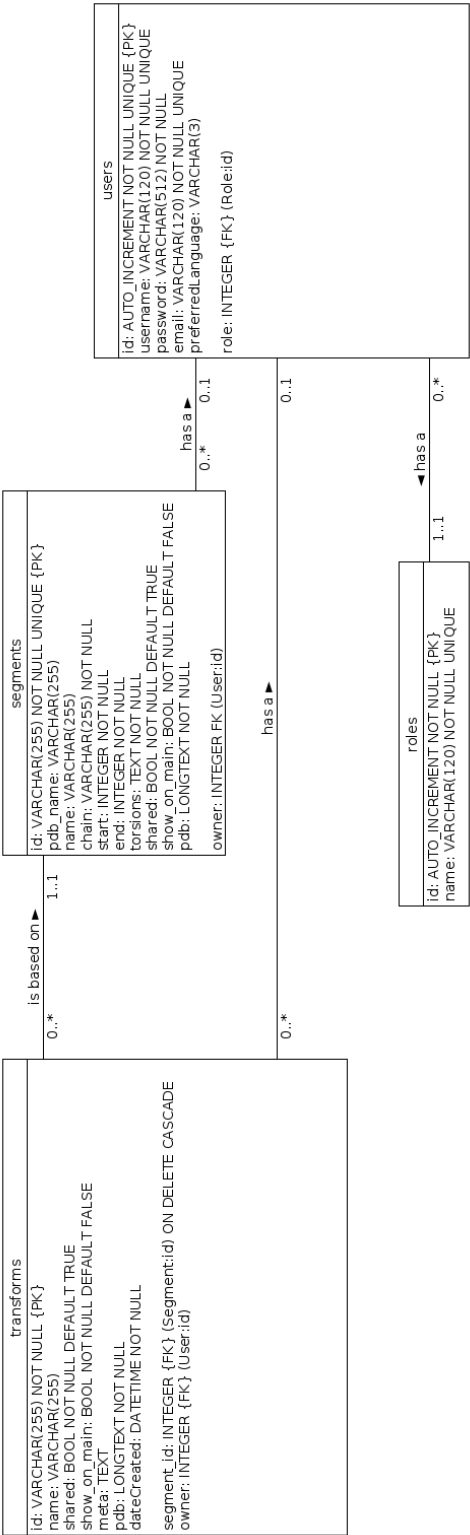 transforms
id: VARCHAR(255) NOT NULL {PK}
name: VARCHAR(255)
shared: BOOL NOT NULL DEFAULT TRUE
show_on_main: BOOL NOT NULL DEFAULT FALSE
meta: TEXT
pdb: LONGTEXT NOT NULL
dateCreated: DATETIME NOT NULL
segment_id: INTEGER {FK} (Segment:id) ON DELETE CASCADE
owner: INTEGER {FK} (User:id)
is based on ►
0..*
1..1
segments
id: VARCHAR(255) NOT NULL UNIQUE {PK}
pdb_name: VARCHAR(255)
name: VARCHAR(255)
chain: VARCHAR(255) NOT NULL
start: INTEGER NOT NULL
end: INTEGER NOT NULL
torsions: TEXT NOT NULL
shared: BOOL NOT NULL DEFAULT TRUE
show_on_main: BOOL NOT NULL DEFAULT FALSE
pdb: LONGTEXT NOT NULL
owner: INTEGER FK (User:id)
has a ►
0..*
0..1
users
id: AUTO_INCREMENT NOT NULL UNIQUE {PK}
username: VARCHAR(120) NOT NULL UNIQUE
password: VARCHAR(512) NOT NULL
email: VARCHAR(120) NOT NULL UNIQUE
preferredLanguage: VARCHAR(3)
role: INTEGER {FK} (Role:id)
has a ►
0..*
0..1
◄ has a
1..1
0..*
roles
id: AUTO_INCREMENT NOT NULL {PK}
name: VARCHAR(120) NOT NULL UNIQUE